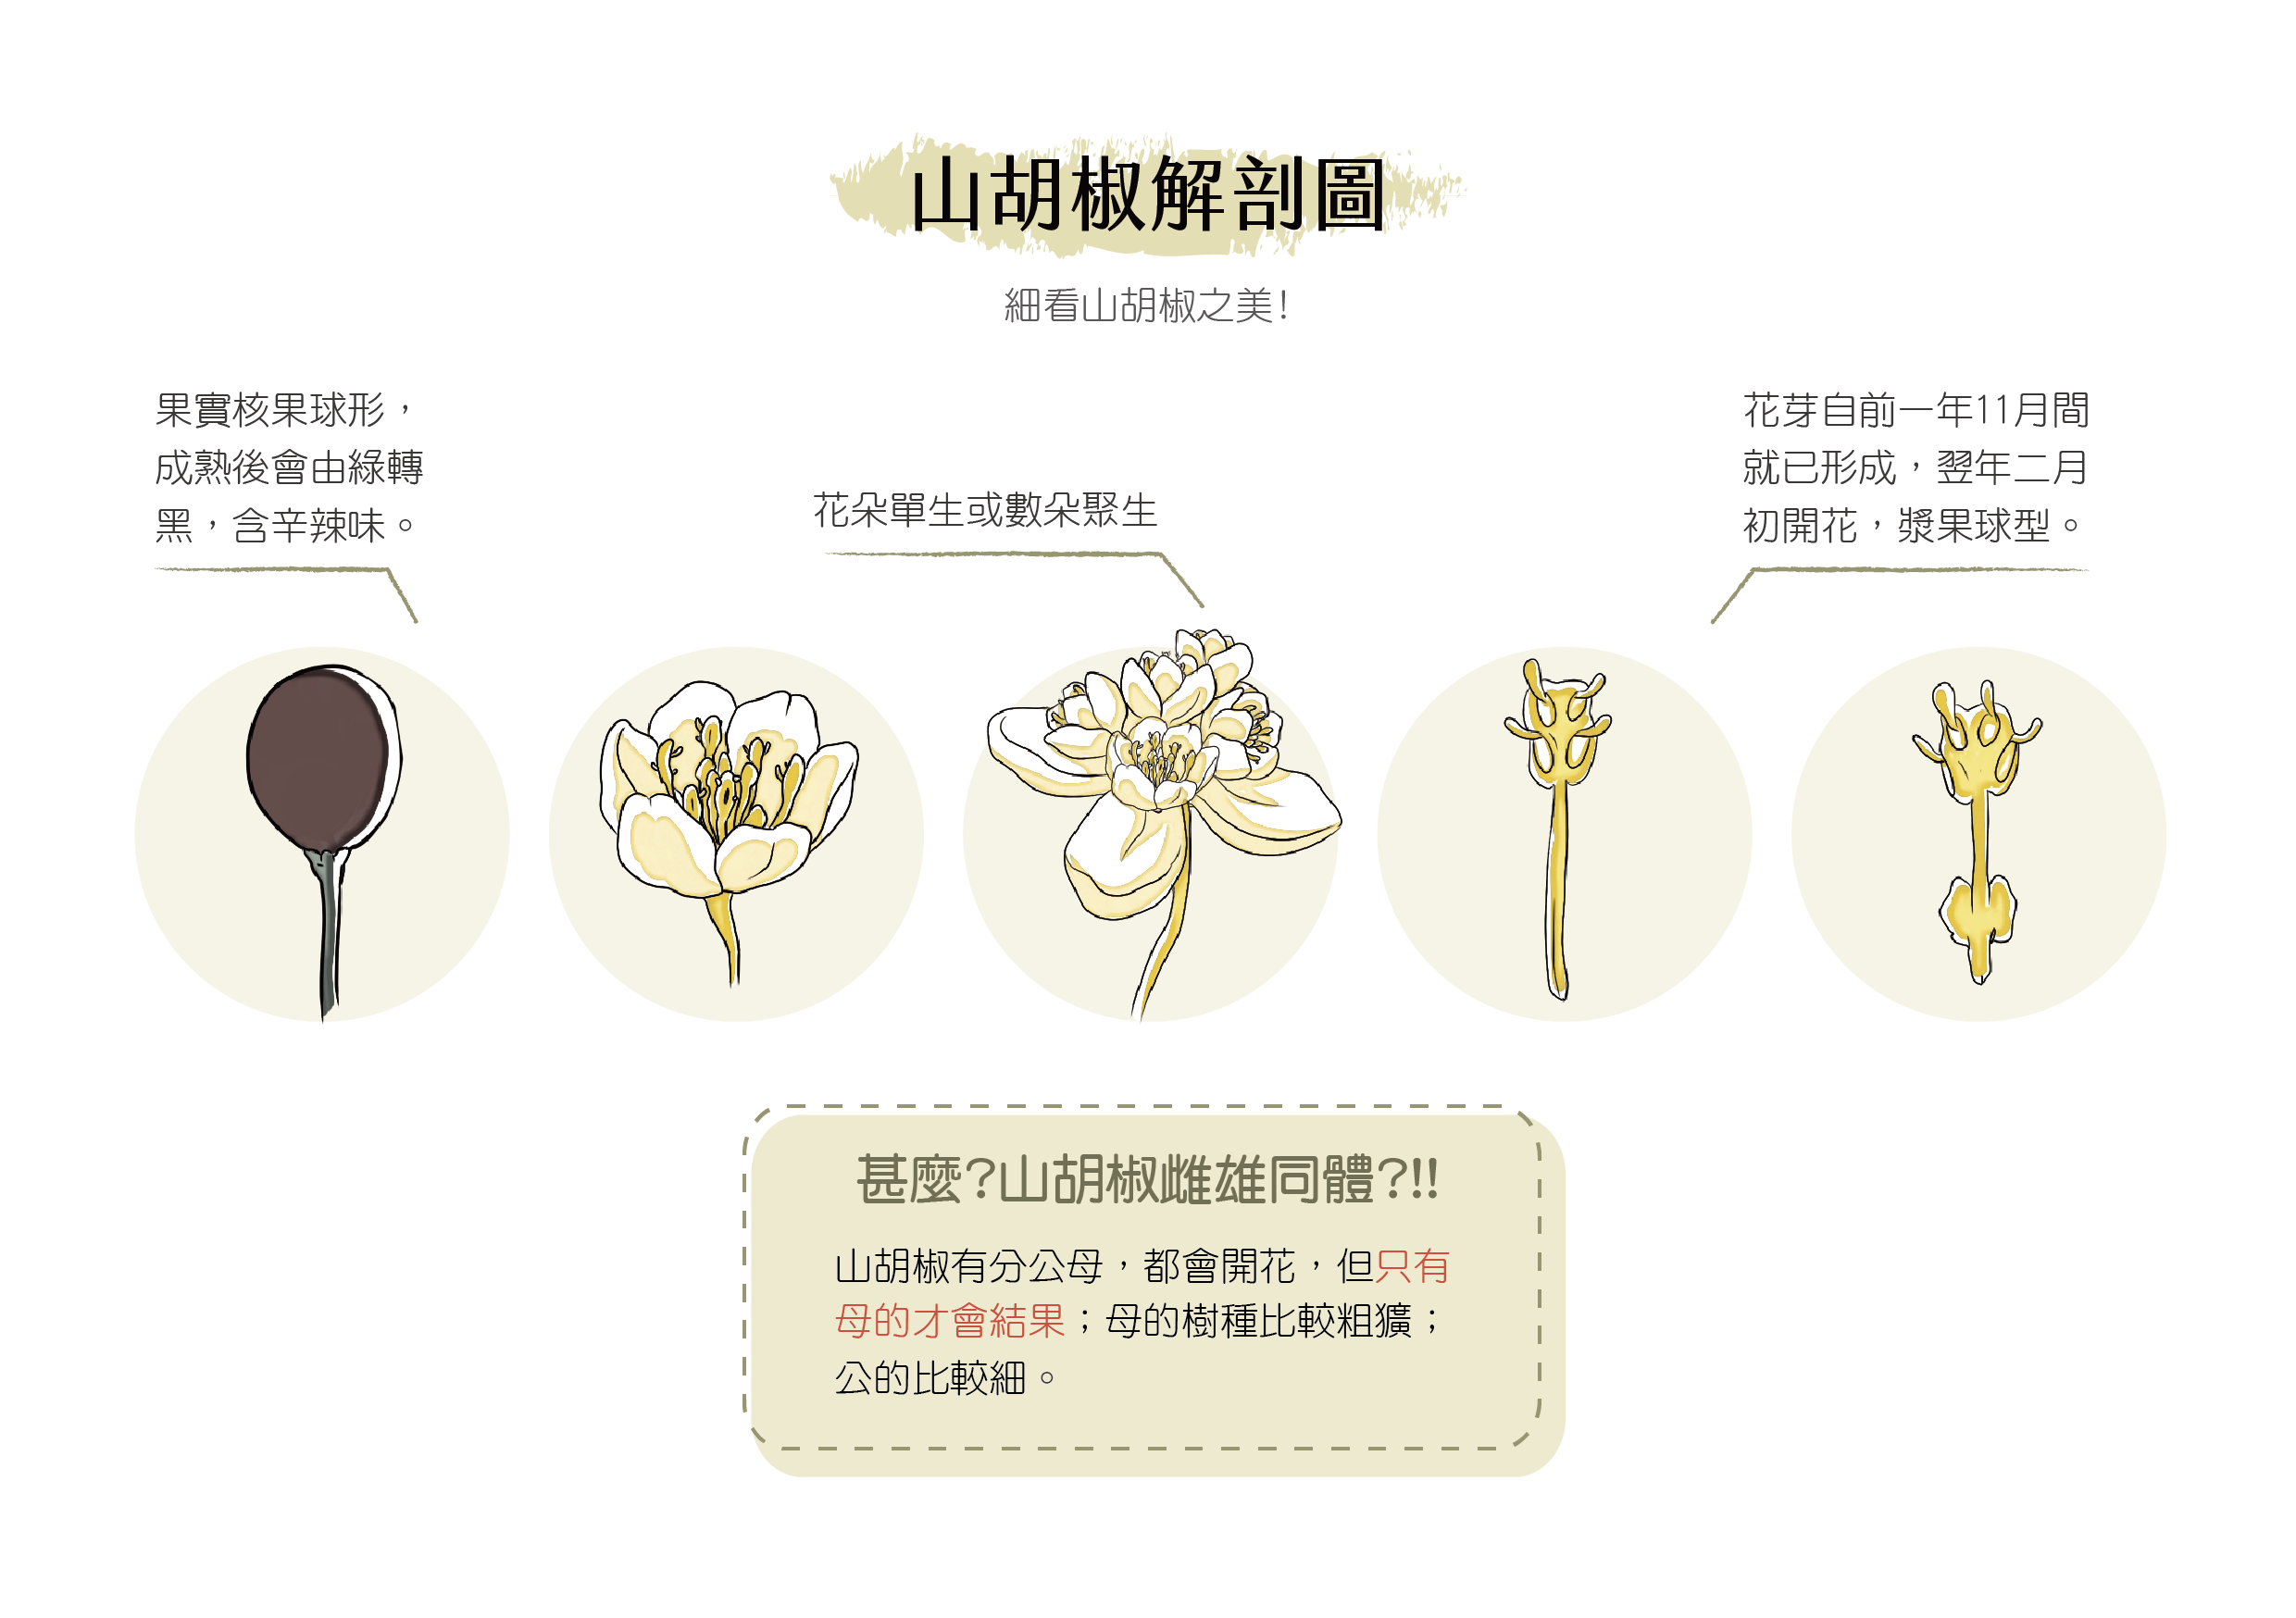 山胡椒解剖圖
細看山胡椒之美!
果實核果球形，
成熟後會由綠轉
黑，含辛辣味。
花朵單生或數朵聚生
花芽自前一年11月間
就已形成，翌年二月
初開花，漿果球型。
甚麼?山胡椒雌雄同體?!!
山胡椒有分公母，都會開花，但只有
母的才會結果；母的樹種比較粗獷；
公的比較細。